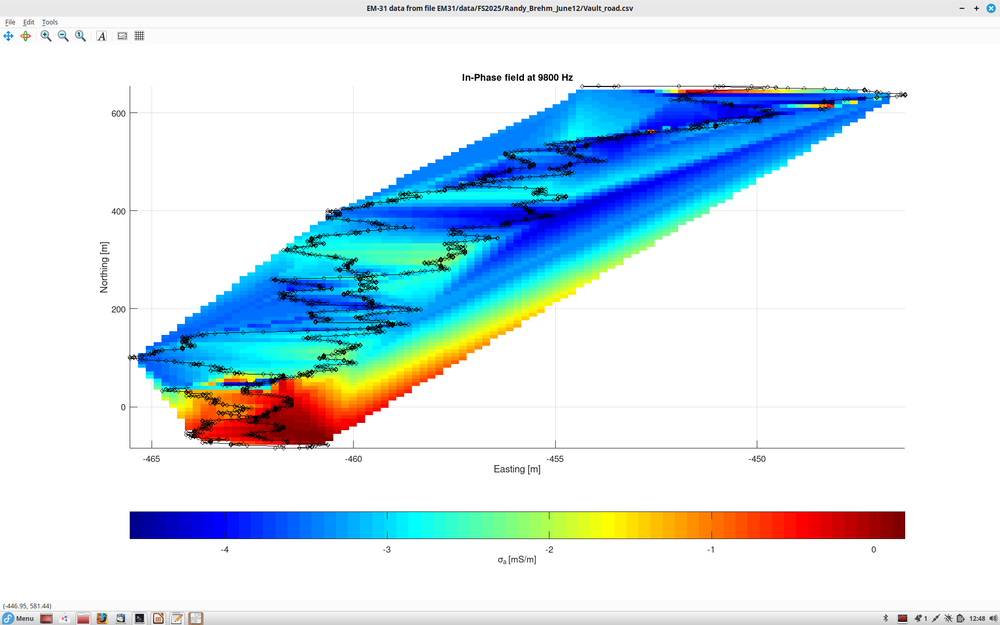 EM-31 data from file EM31/data/FS2025/Randy_Brehm_June12/Vault_road.csv
File Edit Tools
1 A
In-Phase field at 9800 Hz
600
400
200
0
Northing [m]
-465 -460 -455 -450
Easting [m]
-4 -3 -2 -1 0
σa [mS/m]
(-446.95, 581.44)
Menu 1 12:48